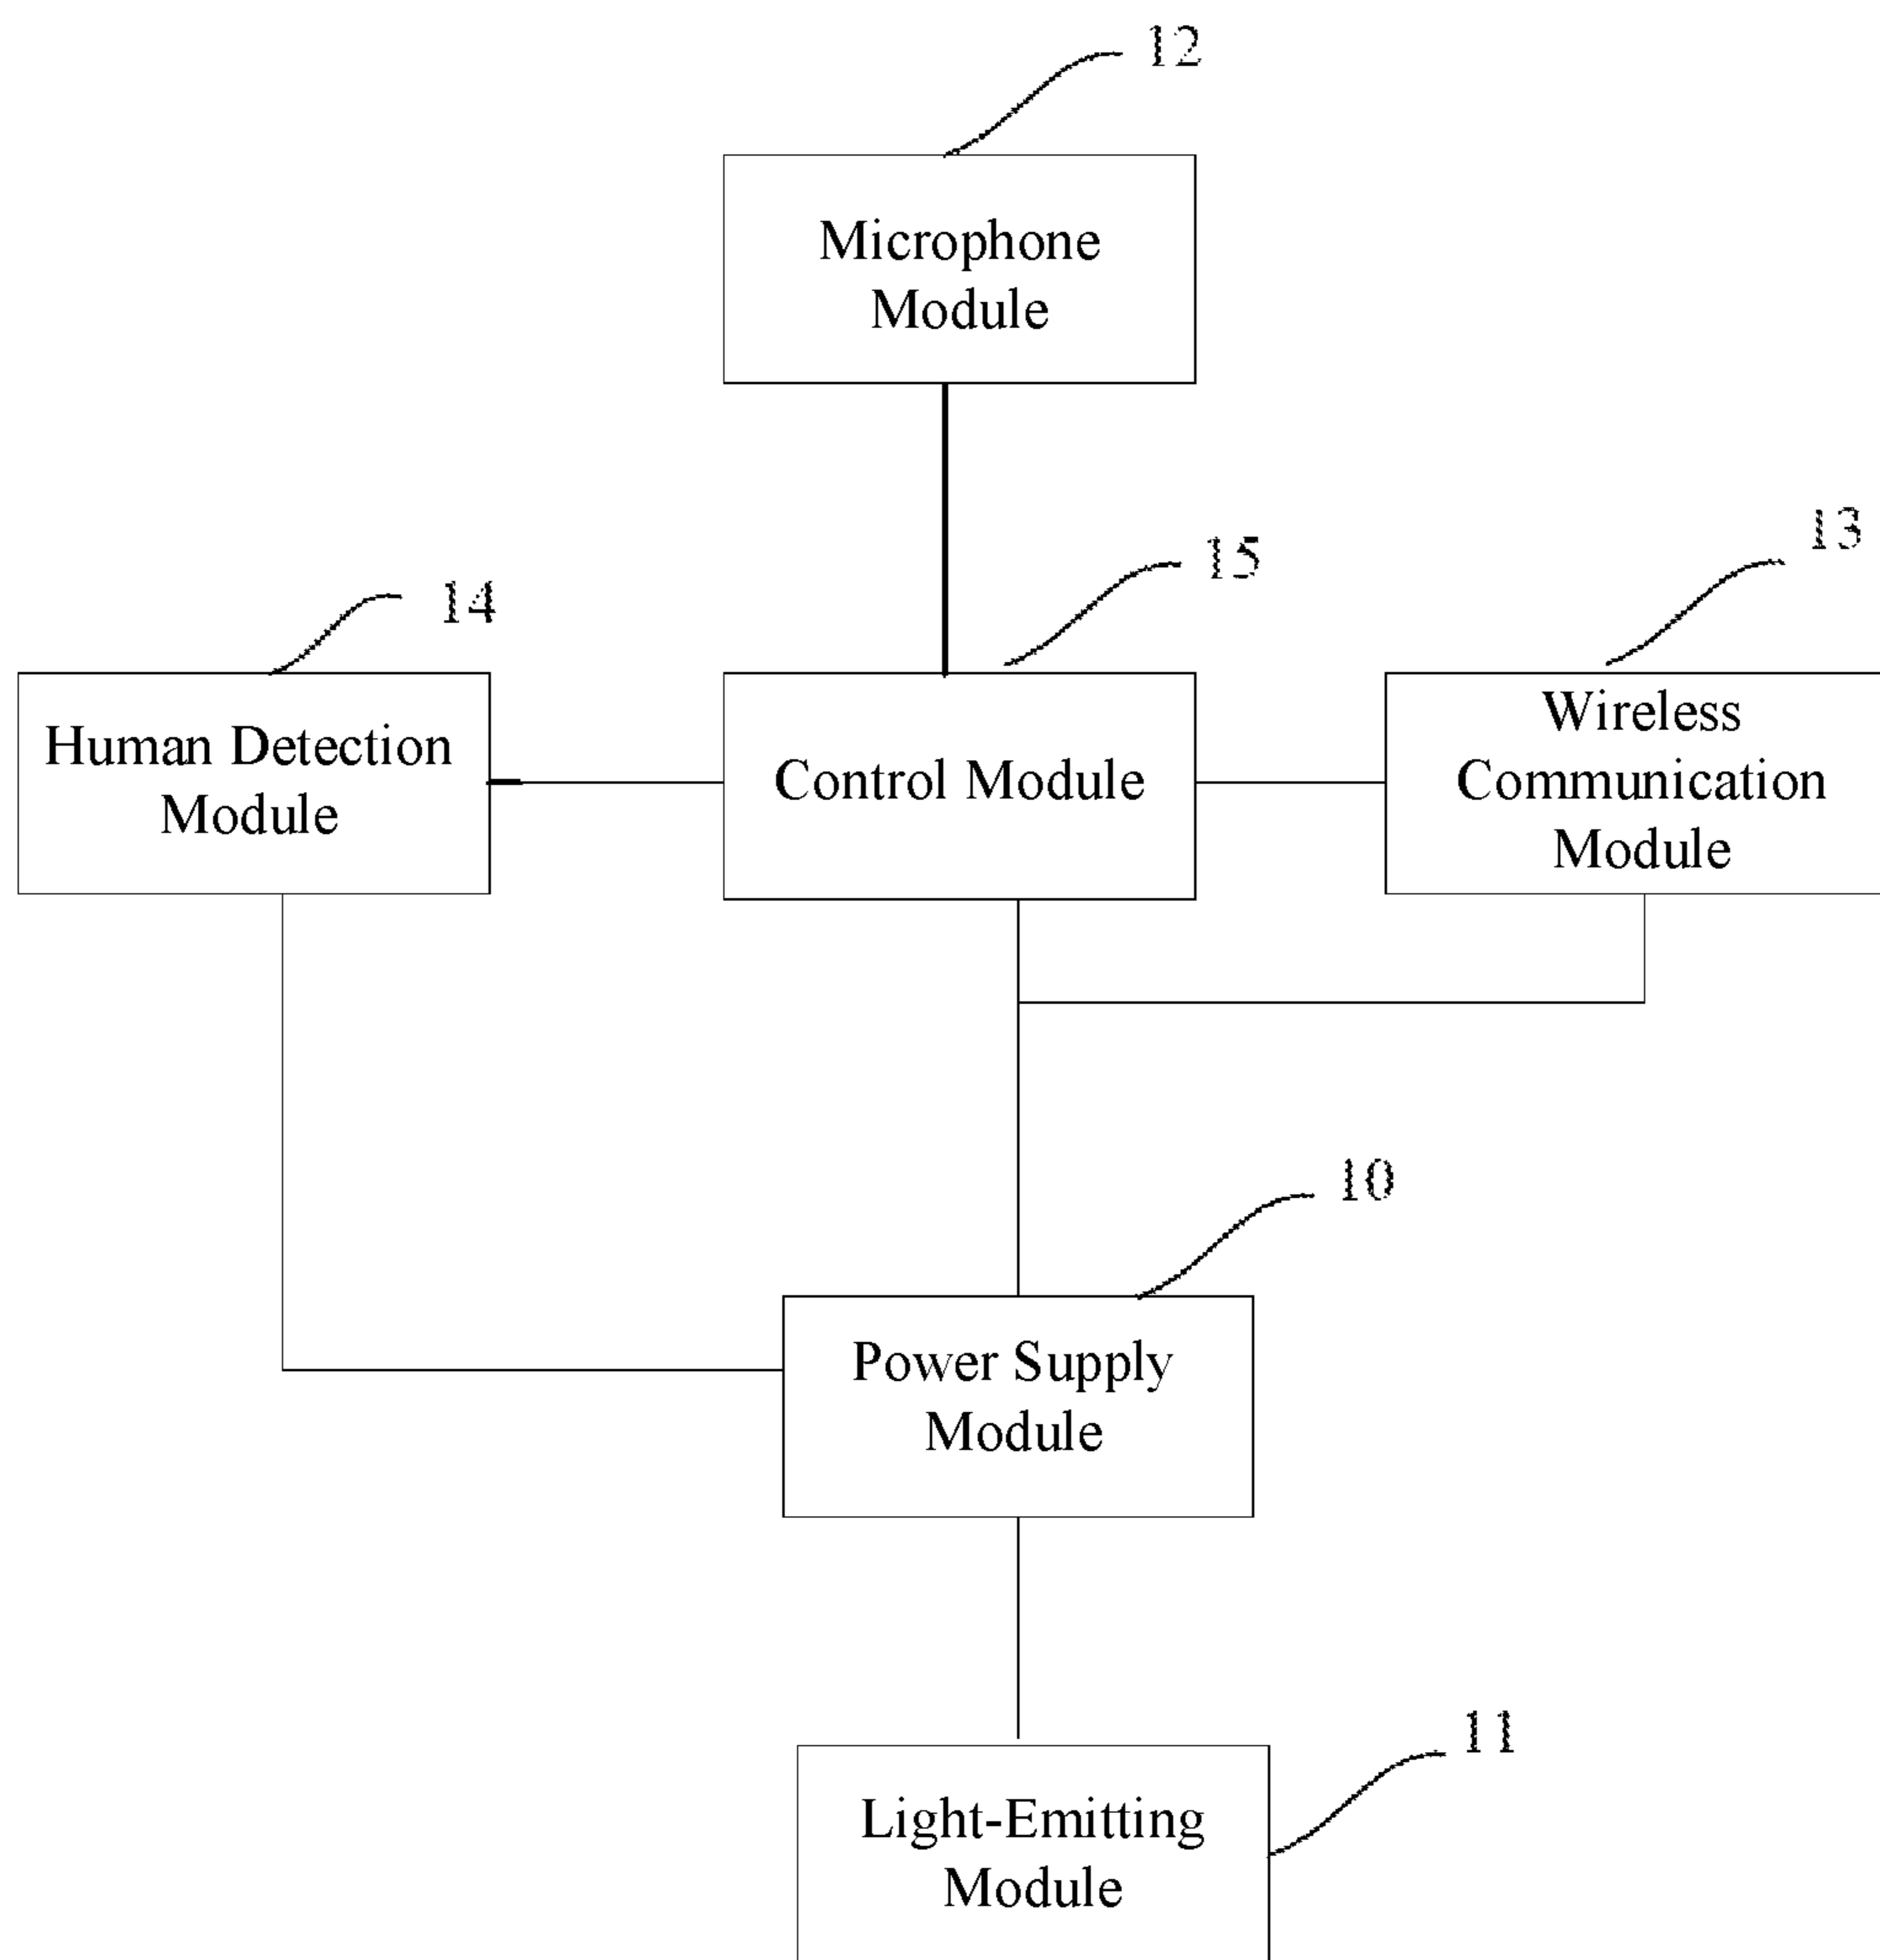 12
Microphone
Module
15
13
14
Human Detection
Module
Control Module
Wireless
Communication
Module
10
Power Supply
Module
11
Light-Emitting
Module